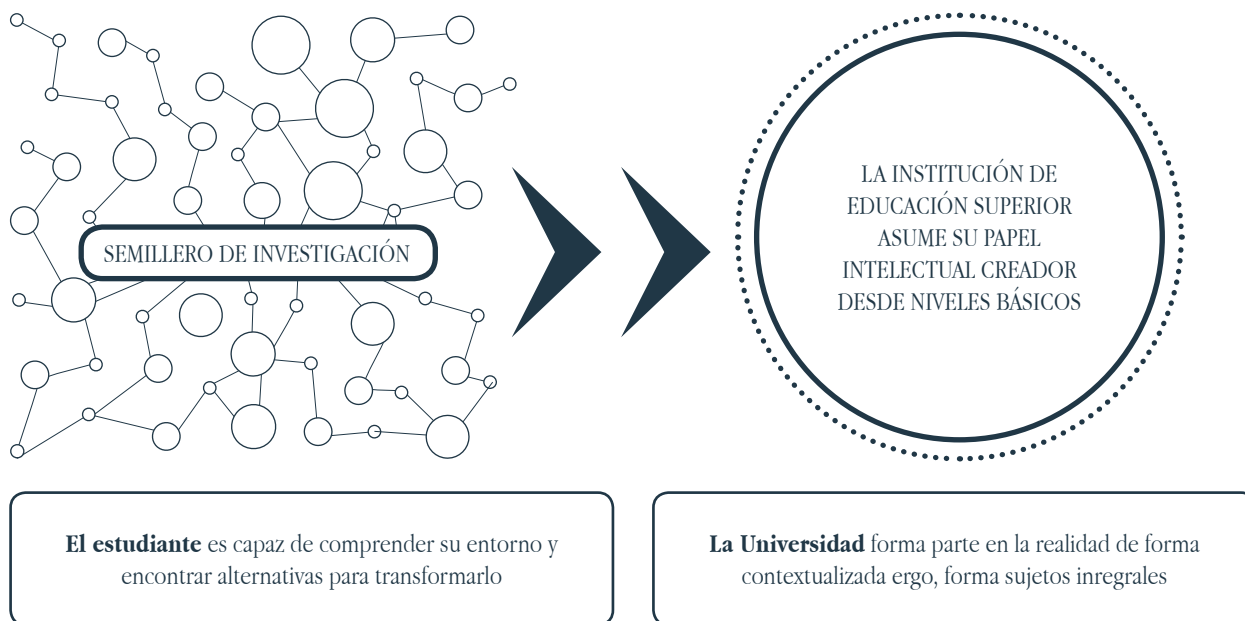 SEMILLERO DE INVESTIGACIÓN
LA INSTITUCIÓN DE
EDUCACIÓN SUPERIOR
ASUME SU PAPEL
INTELECTUAL CREADOR
DESDE NIVELES BÁSICOS
El estudiante es capaz de comprender su entorno y
encontrar alternativas para transformarlo
La Universidad forma parte en la realidad de forma
contextualizada ergo, forma sujetos inregrales